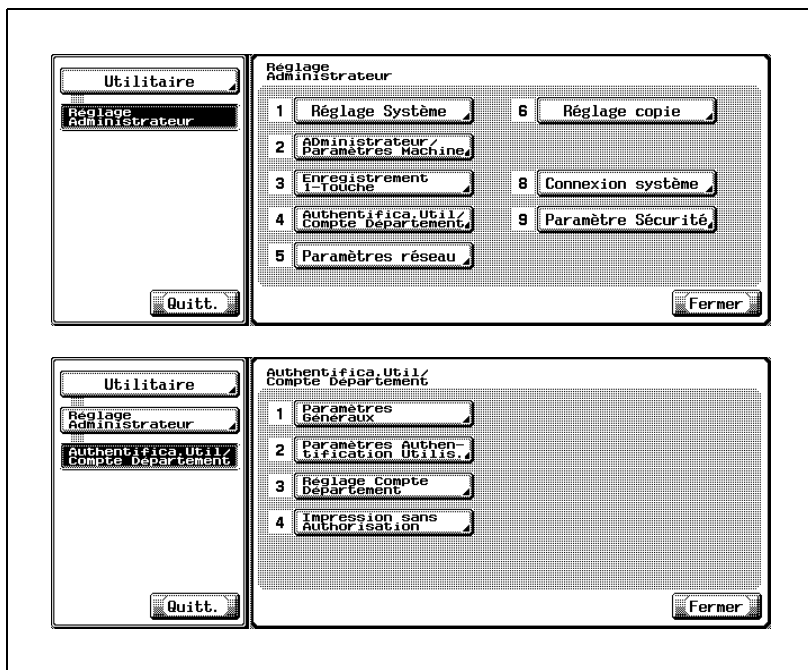 Utilitaire
Réglage
Administrateur
Quitt.
Réglage
Administrateur
1 Réglage Système
6 Réglage copie
2 ADministrateur/
Paramètres Machine
3 Enregistrement
1-Touche
8 Connexion système
4 Authentifica.Util/
Compte Département
9 Paramètre Sécurité
5 Paramètres réseau
Fermer
Utilitaire
Réglage
Administrateur
Authentifica.Util/
Compte Département
Quitt.
Authentifica.Util/
Compte Département
1 Paramètres
Généraux
2 Paramètres Authen-
tification Utilis.
3 Réglage Compte
Département
4 Impression sans
Authorisation
Fermer